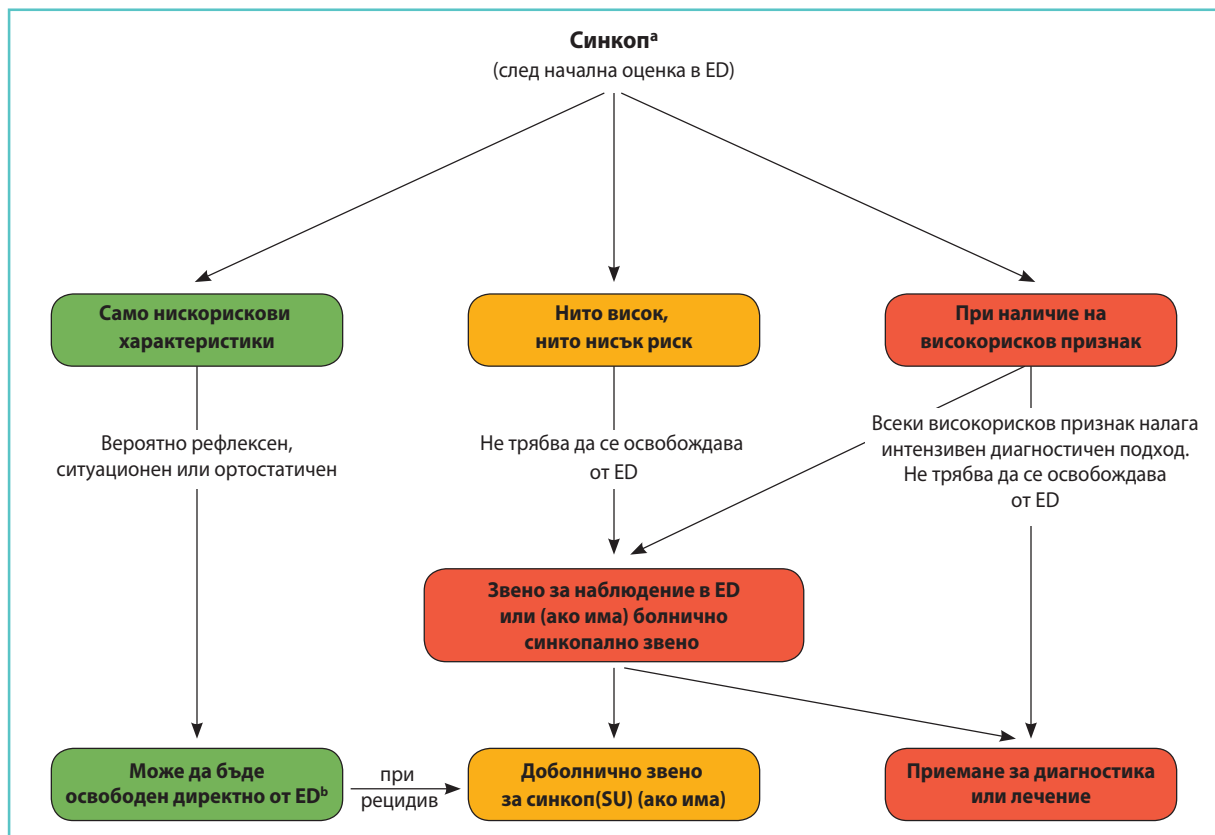 Синкопᵃ
(след начална оценка в ED)
Само нискорискови
характеристики
Нито висок,
нито нисък риск
При наличие на
високорисков признак
Вероятно рефлексен,
ситуационен или ортостатичен
Не трябва да се освобождава
от ED
Всеки високорисков признак налага
интензивен диагностичен подход.
Не трябва да се освобождава
от ED
Звено за наблюдение в ED
или (ако има) болнично
синкопално звено
Може да бъде
освободен директно от EDᵇ
при
рецидив
Доболнично звено
за синкоп(SU) (ако има)
Приемане за диагностика
или лечение